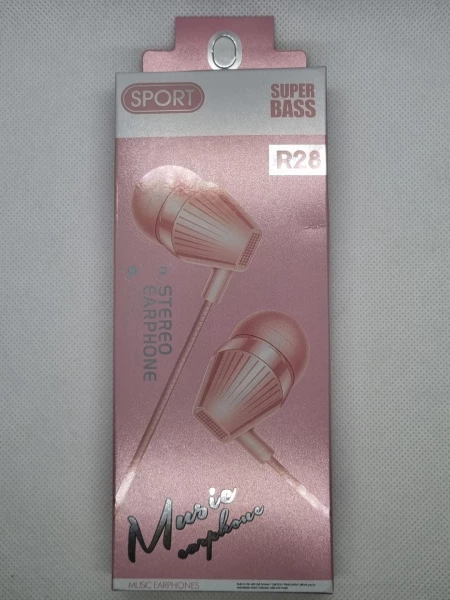 SPORT
SUPER
BASS
R28
STEREO
EARPHONE
Music
earphone
MUSIC EARPHONES